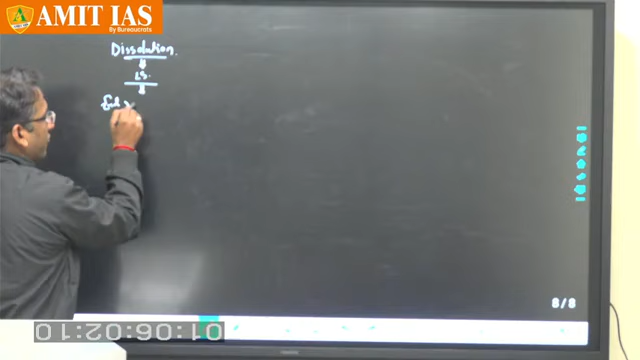 AMIT IAS
By Bureaucrats
Dissolution.
LS.
8/8
01:06:02:10